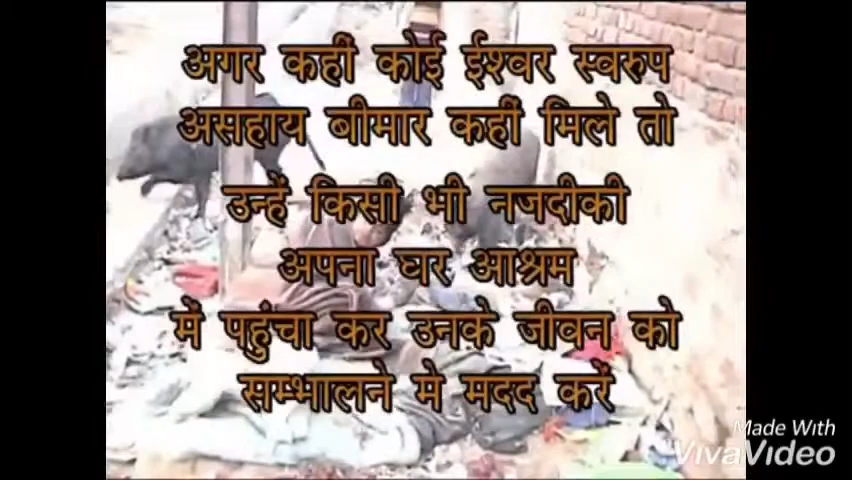 अगर कहीं कोई ईश्वर स्वरुप
असहाय बीमार कहीं मिले तो
उन्हें किसी भी नजदीकी
अपना घर आश्रम
में पहुंचा कर उनके जीवन को
सम्भालने मे मदद करें
Made With
VivaVideo